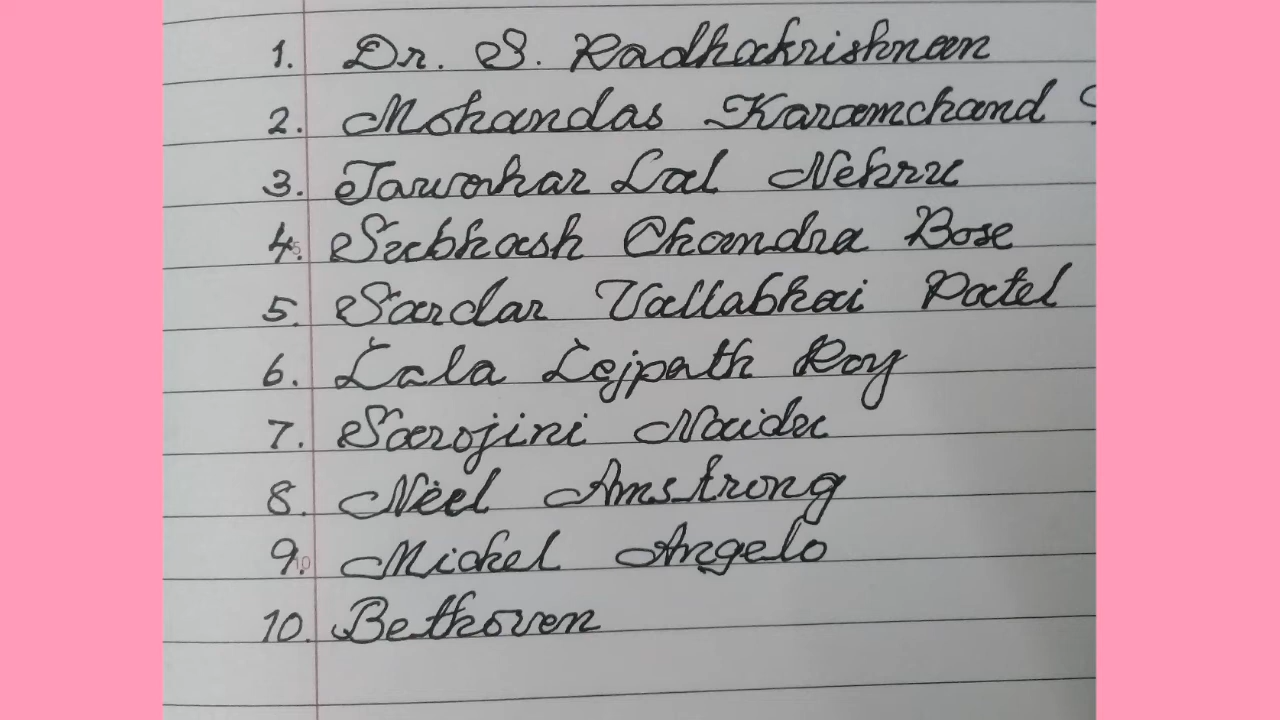 1. Dr. S. Radhakrishnan
2. Mohandas Karamchand
3. Jawahar Lal Nehru
4. Subhash Chandra Bose
5. Sardar Vallabhai Patel
6. Lala Lejpath Roy
7. Sarojini Naidu
8. Neel Amstrong
9. Mickel Angelo
10. Bethoven